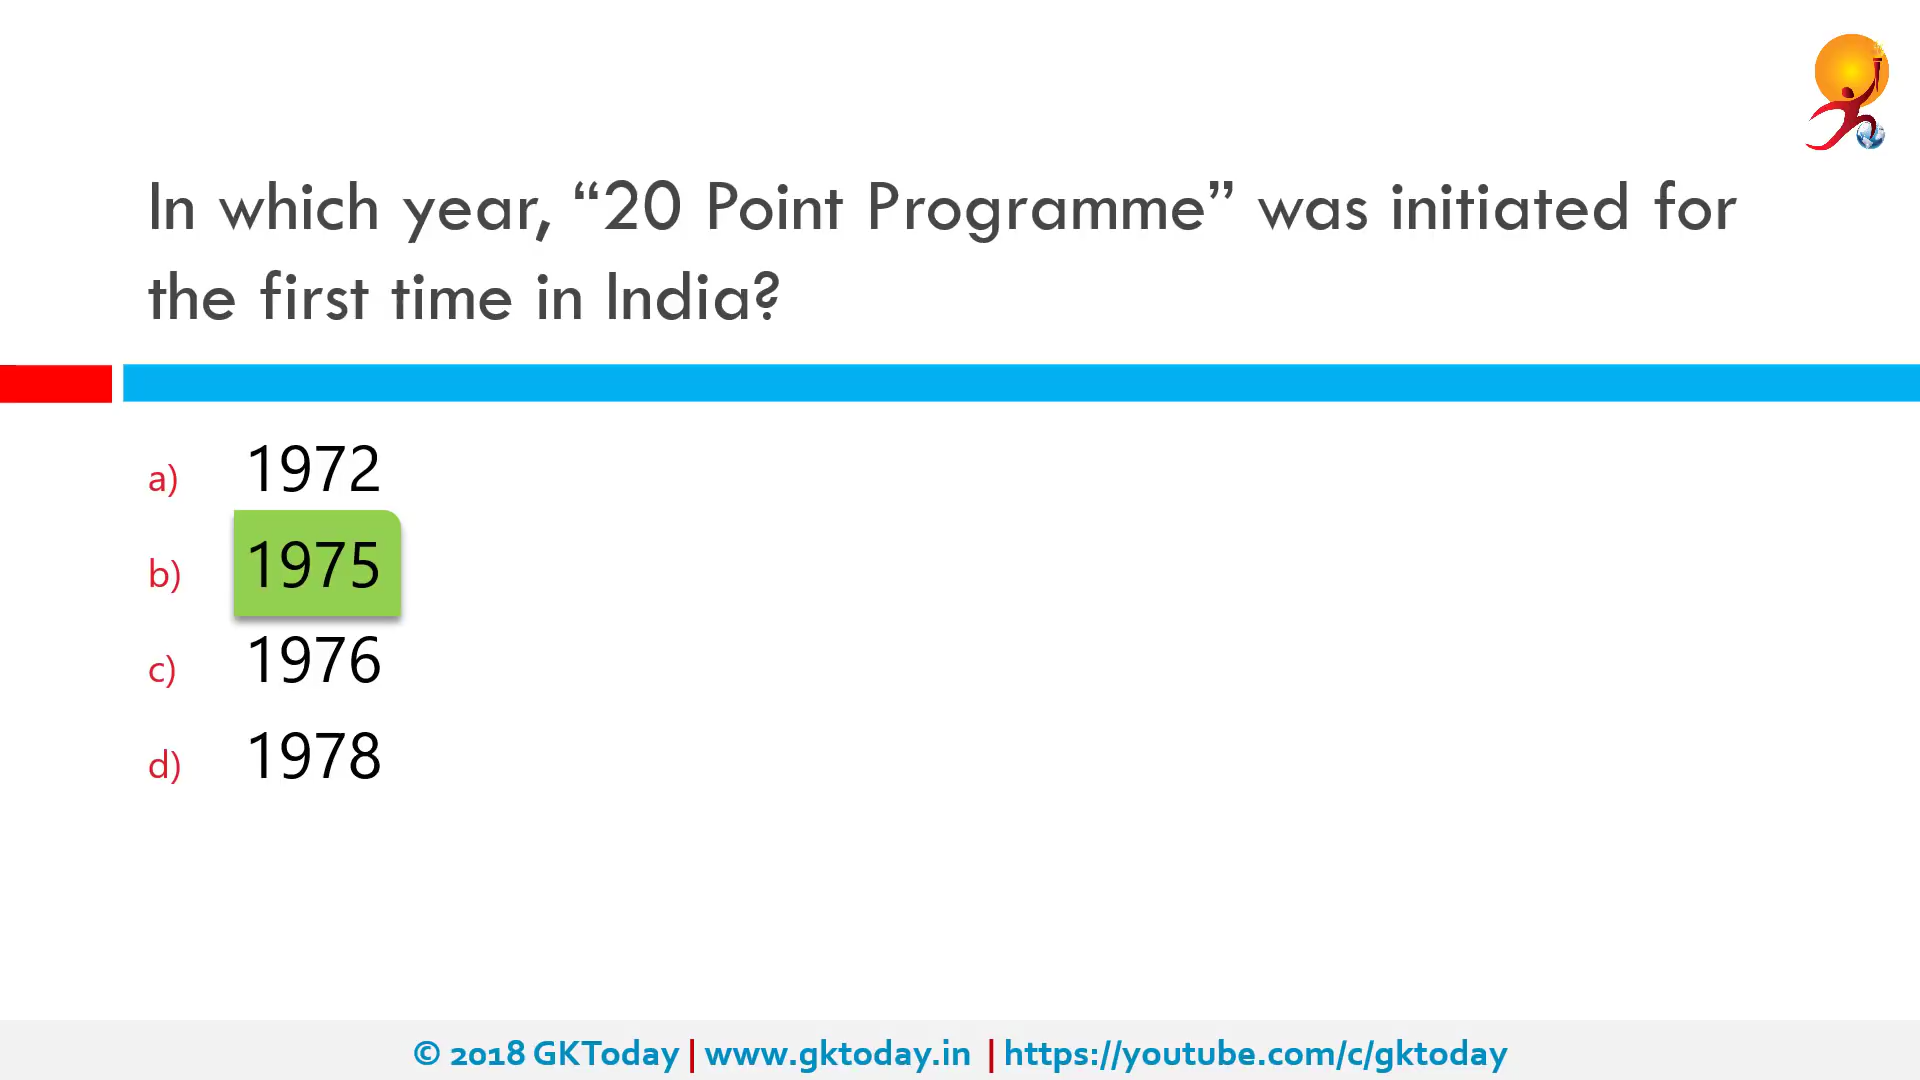 In which year, “20 Point Programme” was initiated for
the first time in India?
a) 1972
b) 1975
c) 1976
d) 1978
© 2018 GKToday | www.gktoday.in | https://youtube.com/c/gktoday